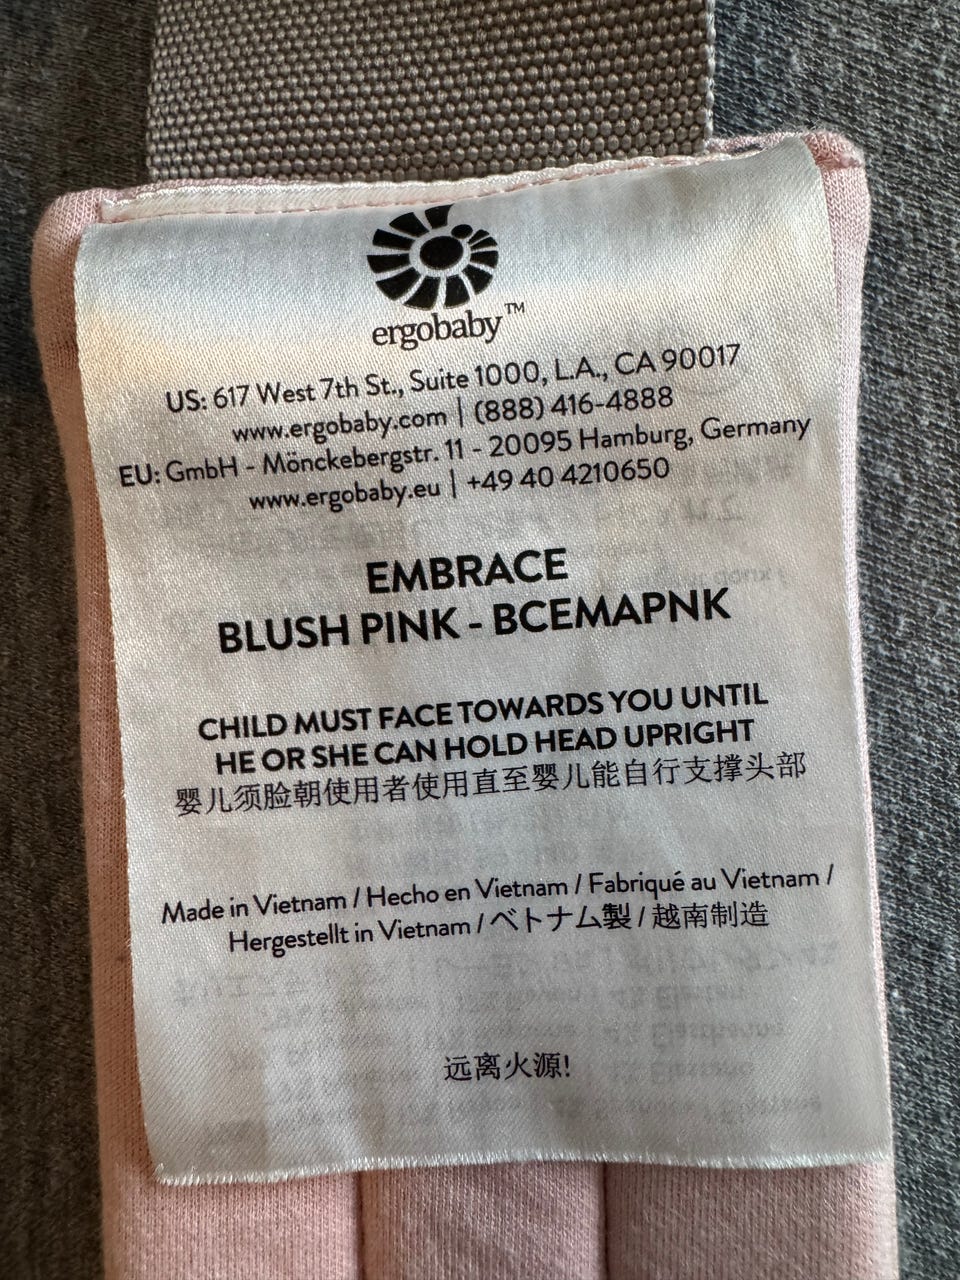 ergobaby™
US: 617 West 7th St., Suite 1000, L.A., CA 90017
www.ergobaby.com | (888) 416-4888
EU: GmbH - Mönckebergstr. 11 - 20095 Hamburg, Germany
www.ergobaby.eu | +49 40 4210650
EMBRACE
BLUSH PINK - BCEMAPNK
CHILD MUST FACE TOWARDS YOU UNTIL
HE OR SHE CAN HOLD HEAD UPRIGHT
婴儿须脸朝使用者使用直至婴儿能自行支撑头部
Made in Vietnam / Hecho en Vietnam / Fabriqué au Vietnam /
Hergestellt in Vietnam / ベトナム製 / 越南制造
远离火源!